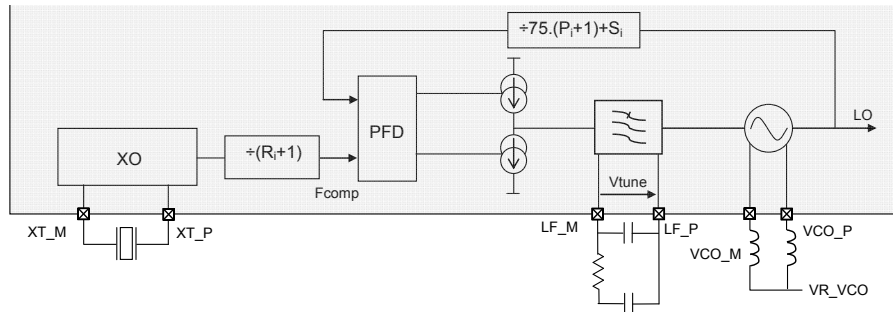 ÷75.(Pᵢ+1)+Sᵢ
LO
PFD
XO
÷(Rᵢ+1)
Fcomp
Vtune
XT_M
XT_P
LF_M
LF_P
VCO_M
VCO_P
VR_VCO